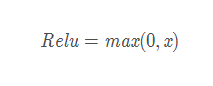 Relu = max(0, x)